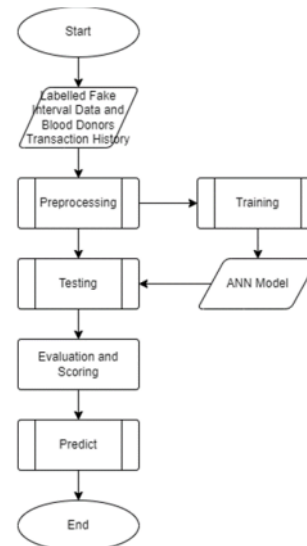 Start
Labelled Fake
Interval Data and
Blood Donors
Transaction History
Preprocessing
Training
Testing
ANN Model
Evaluation and
Scoring
Predict
End